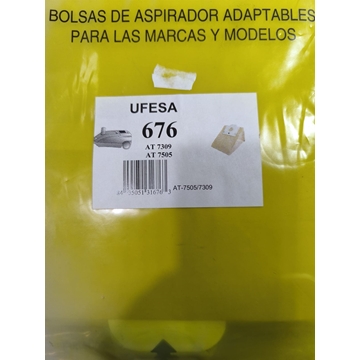 BOLSAS DE ASPIRADOR ADAPTABLES
PARA LAS MARCAS Y MODELOS
UFESA
676
AT 7309
AT 7505
AT-7505/7309